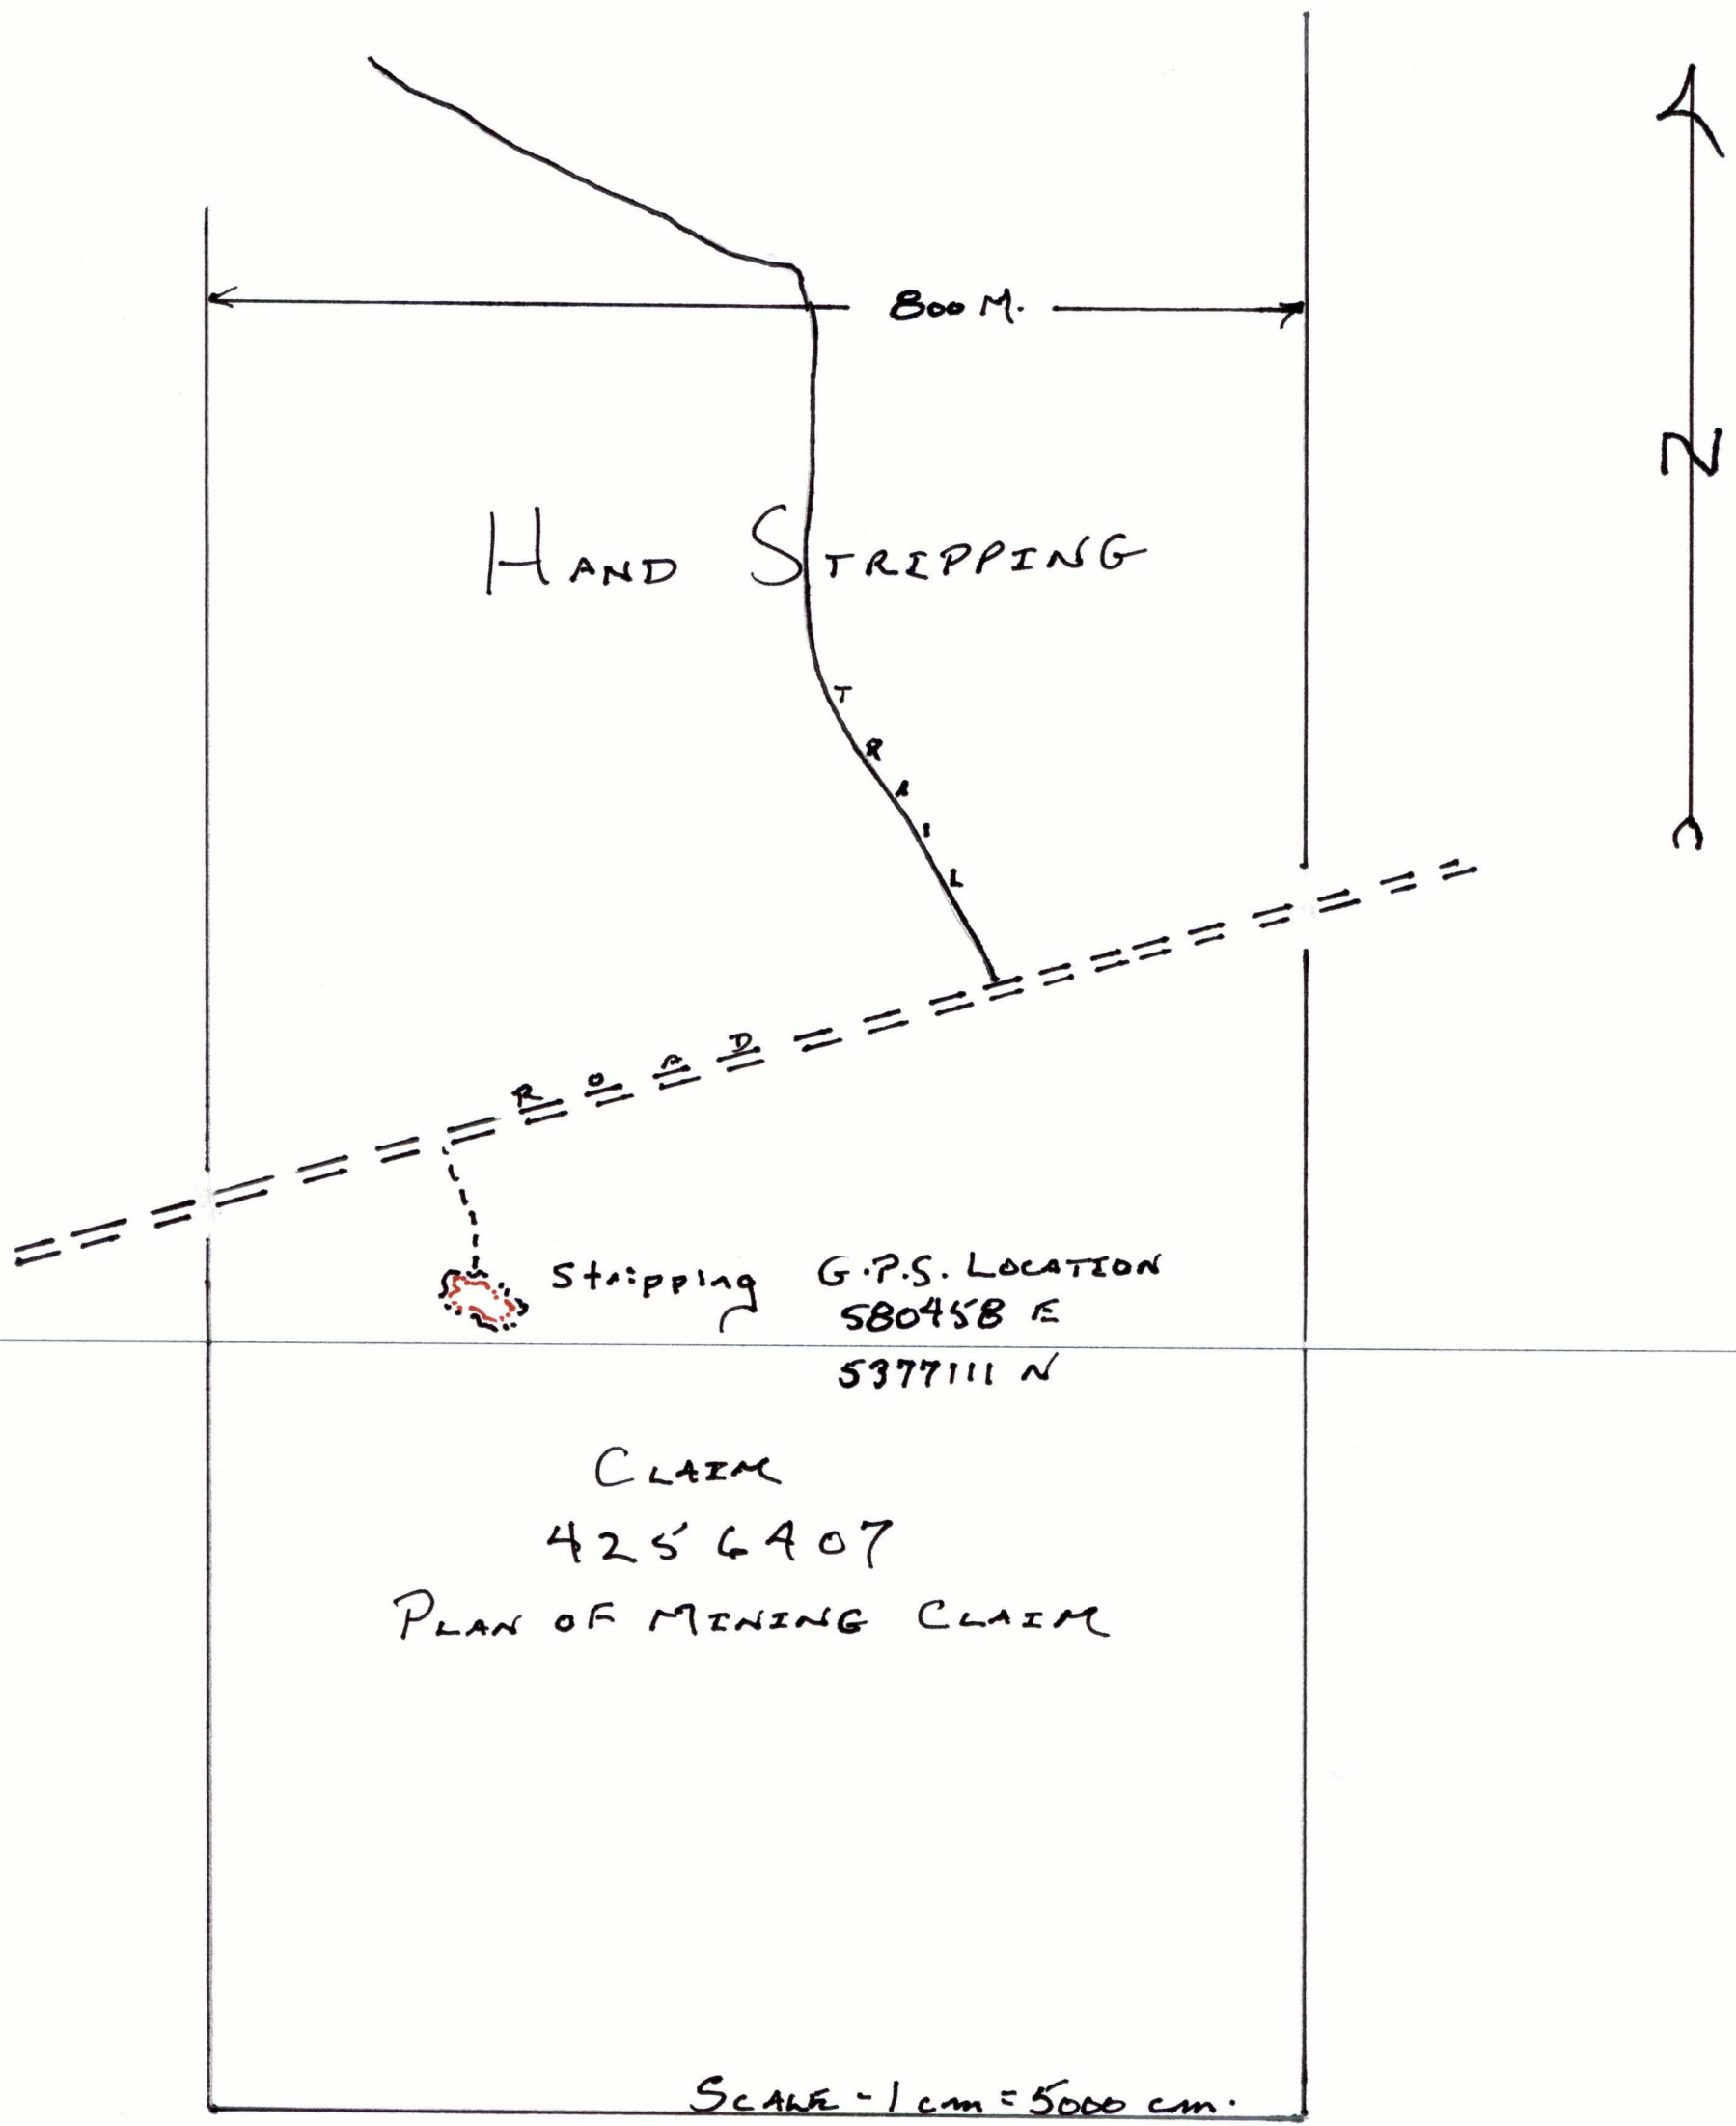 800 M.
N
HAND STRIPPING
TRAIL
ROAD
Stripping G.P.S. LOCATION
580458 E
5377111 N
CLAIM
4256407
PLAN OF MINING CLAIM
SCALE - 1 cm = 5000 cm.